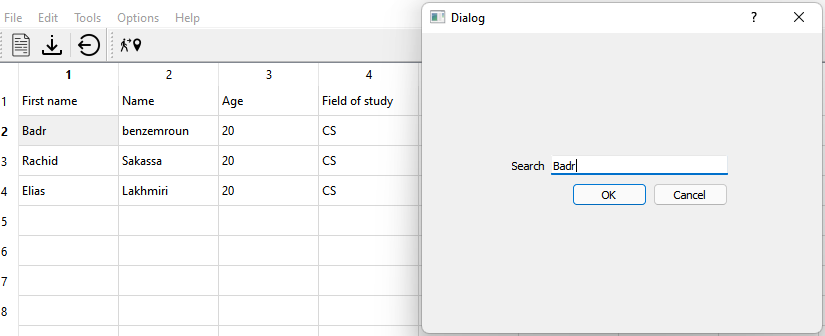 File Edit Tools Options Help
1 2 3 4
1 First name Name Age Field of study
2 Badr benzemroun 20 CS
3 Rachid Sakassa 20 CS
4 Elias Lakhmiri 20 CS
5
6
7
8
Dialog ?
Search Badr
OK Cancel